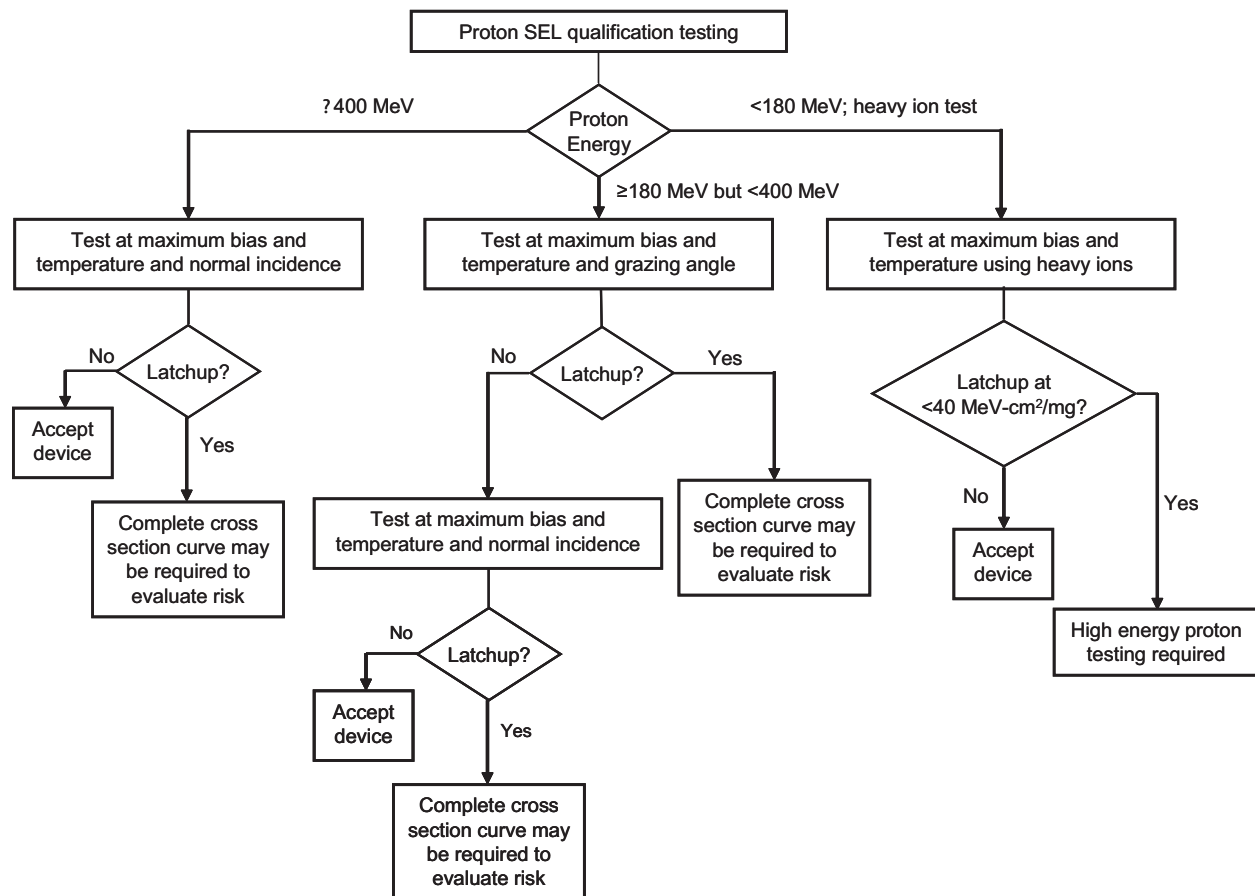 Proton SEL qualification testing
?400 MeV
Proton
Energy
<180 MeV; heavy ion test
≥180 MeV but <400 MeV
Test at maximum bias and
temperature and normal incidence
Test at maximum bias and
temperature and grazing angle
Test at maximum bias and
temperature using heavy ions
No
Latchup?
Yes
Accept
device
Complete cross
section curve may
be required to
evaluate risk
No
Latchup?
Yes
Test at maximum bias and
temperature and normal incidence
Complete cross
section curve may
be required to
evaluate risk
No
Latchup?
Yes
Accept
device
Complete cross
section curve may
be required to
evaluate risk
Latchup at
<40 MeV-cm²/mg?
No
Yes
Accept
device
High energy proton
testing required